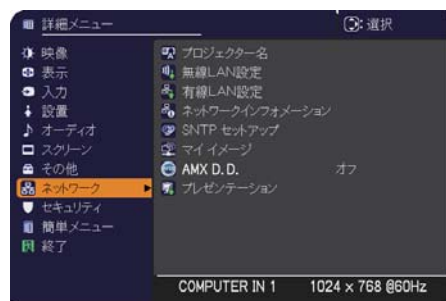 詳細メニュー
:選択
映像
表示
入力
設置
オーディオ
スクリーン
その他
ネットワーク
セキュリティ
簡単メニュー
終了
プロジェクター名
無線LAN設定
有線LAN設定
ネットワークインフォメーション
SNTP セットアップ
マイイメージ
AMX D.D. オフ
プレゼンテーション
COMPUTER IN 1 1024 x 768 @60Hz